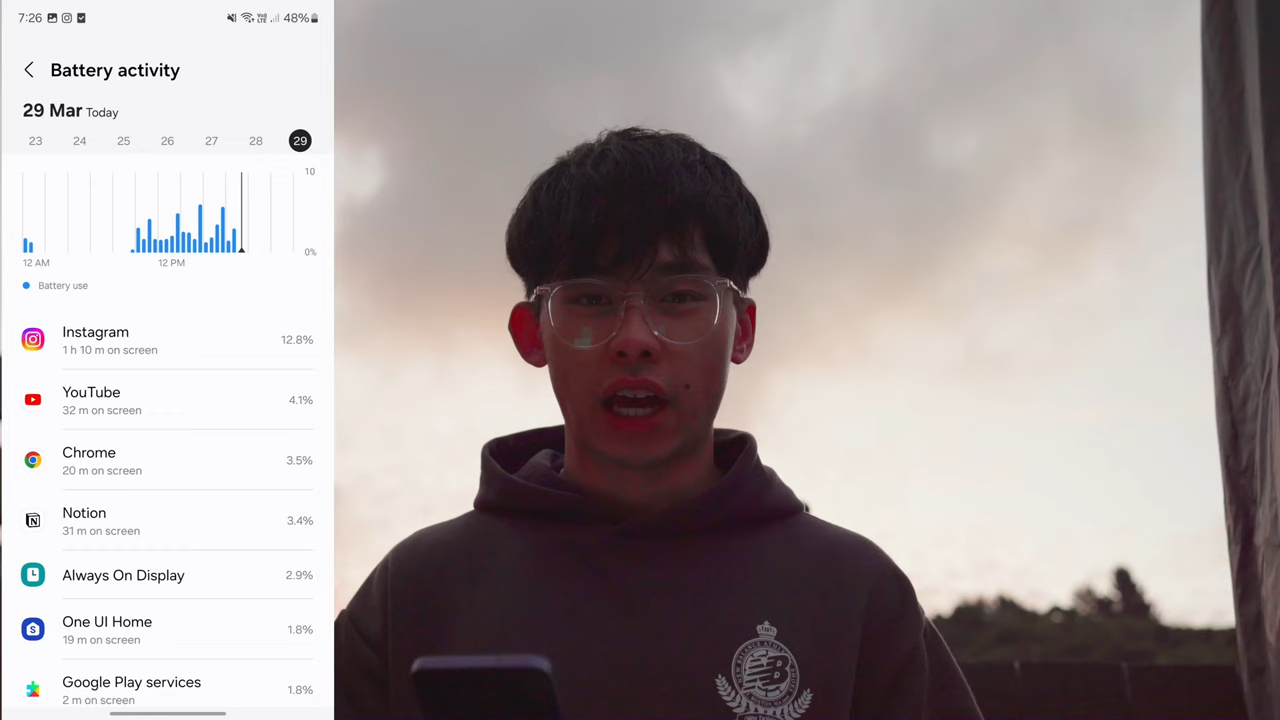 7:26
48%
Battery activity
29 Mar Today
23 24 25 26 27 28 29
10
0%
12 AM 12 PM
Battery use
Instagram
1 h 10 m on screen
12.8%
YouTube
32 m on screen
4.1%
Chrome
20 m on screen
3.5%
Notion
31 m on screen
3.4%
Always On Display
2.9%
One UI Home
19 m on screen
1.8%
Google Play services
2 m on screen
1.8%
NB